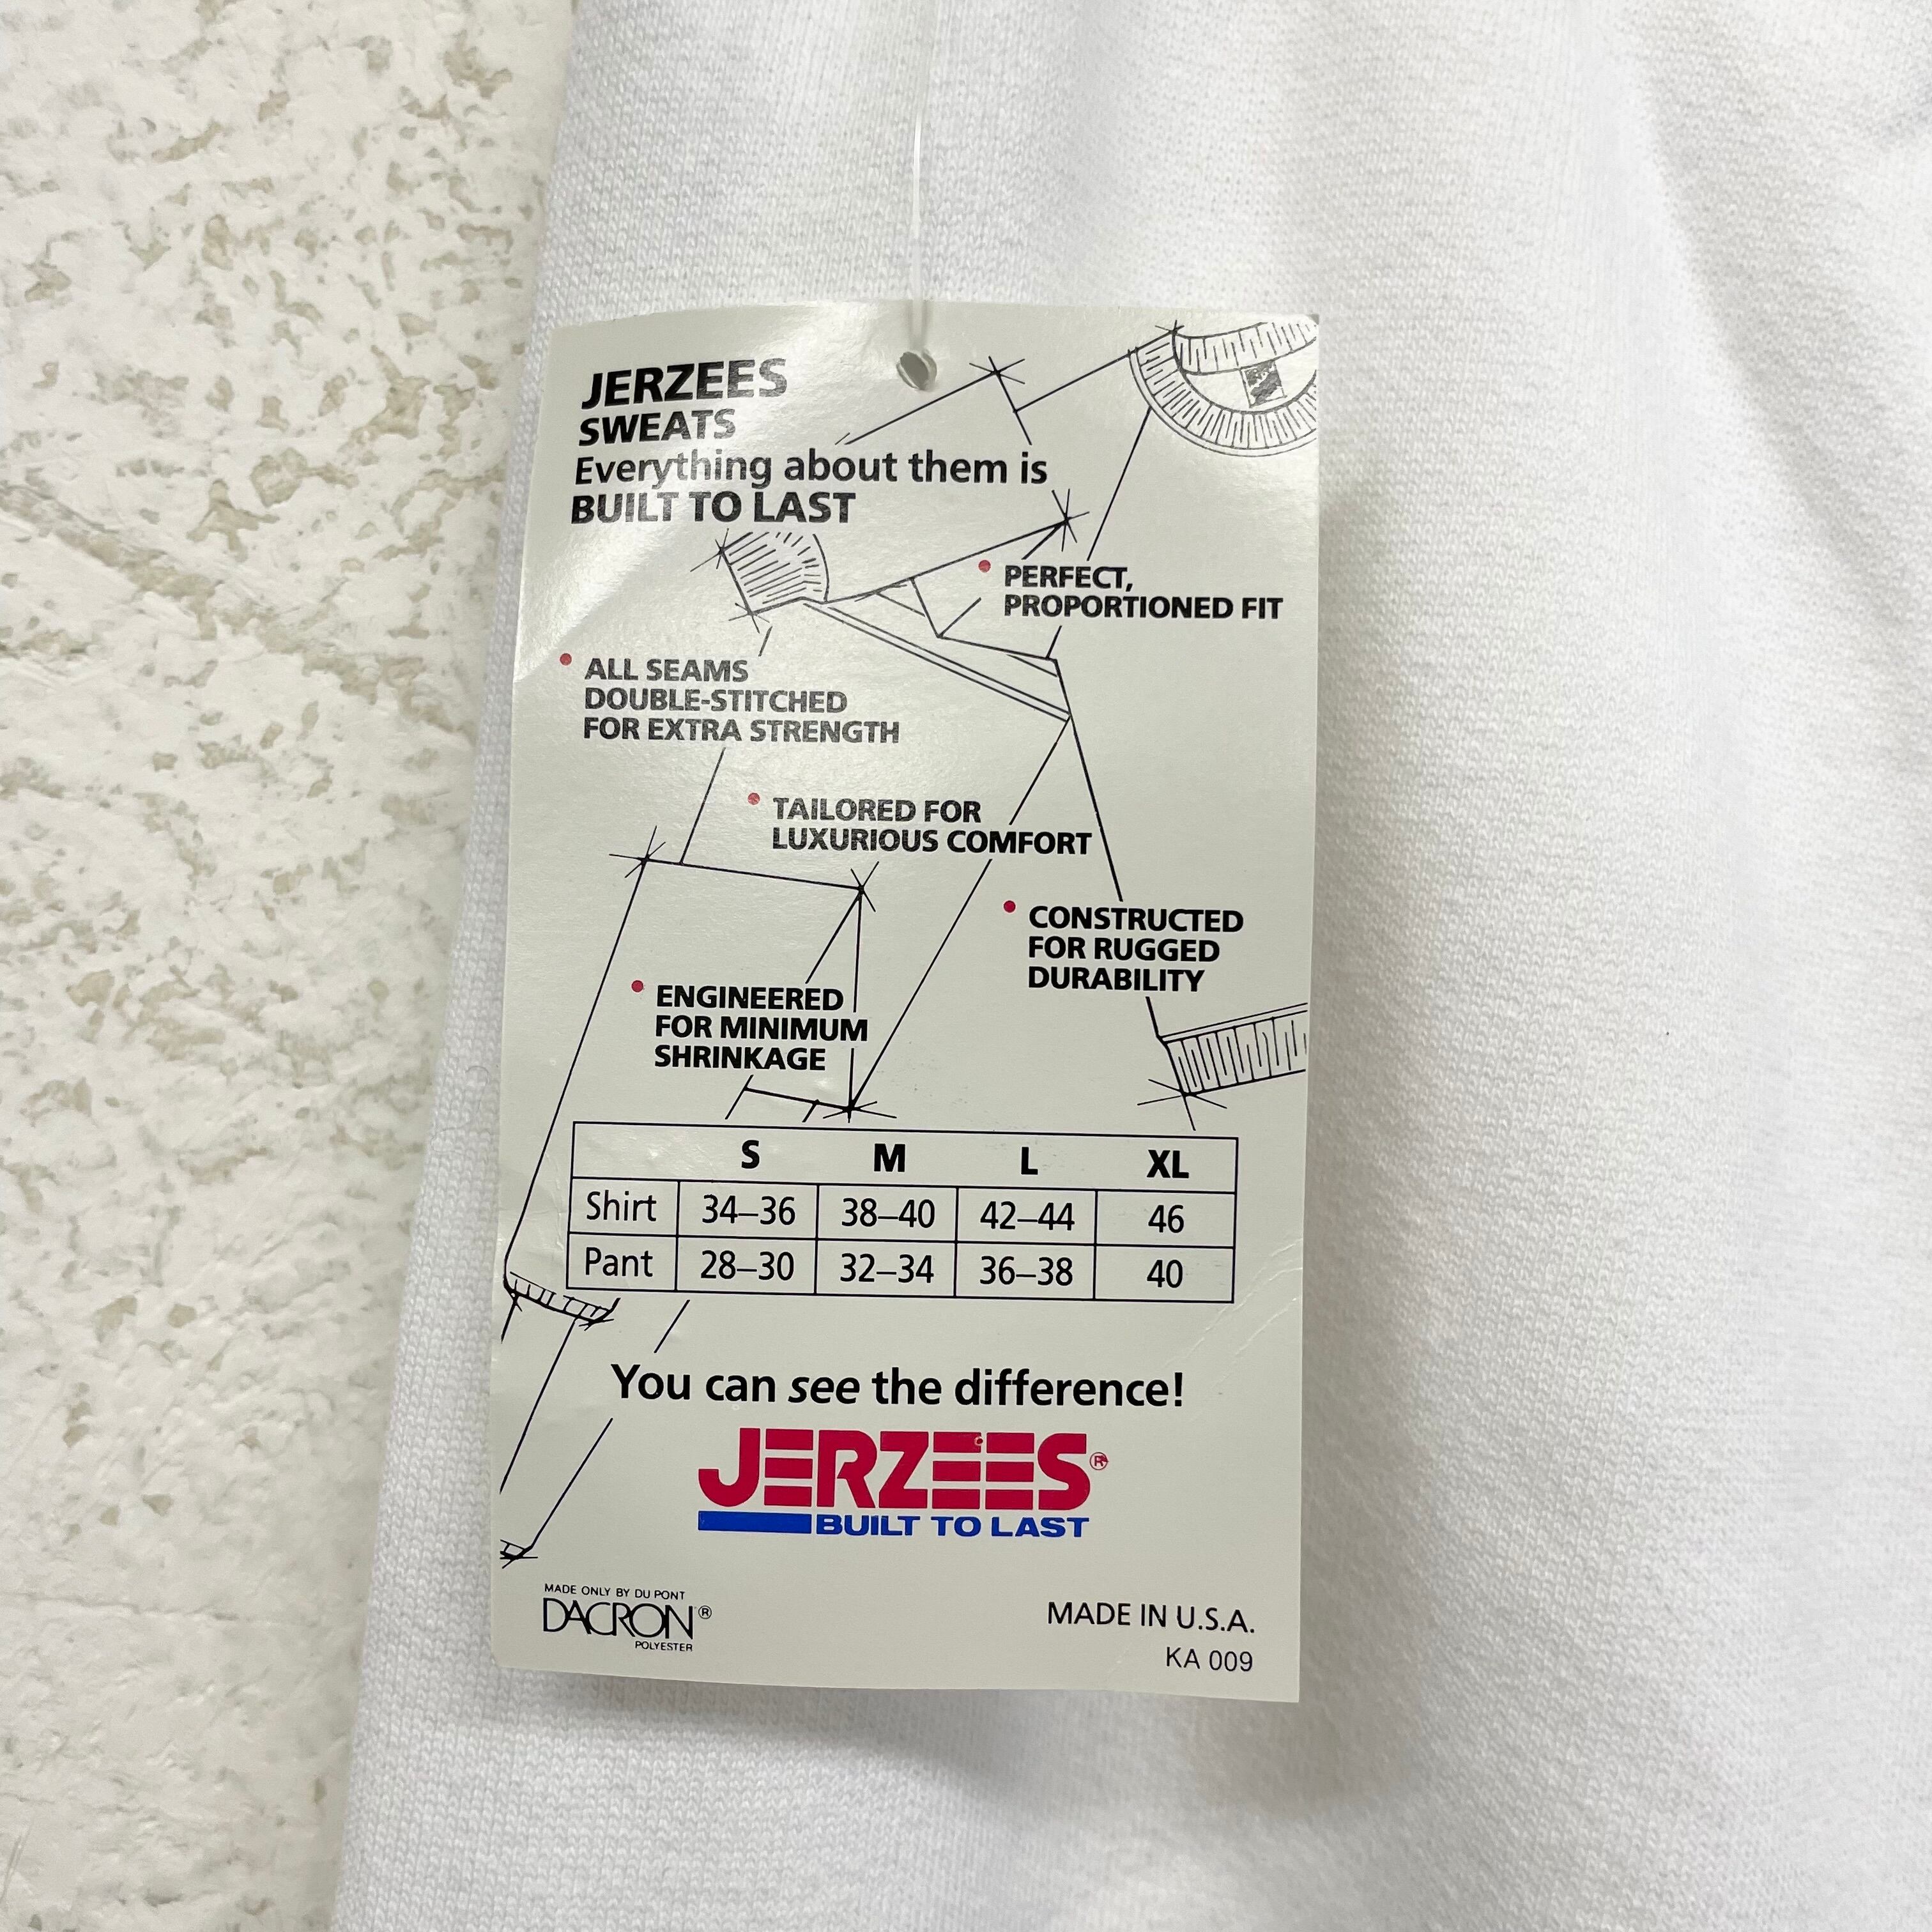 JERZEES
SWEATS
Everything about them is
BUILT TO LAST
• PERFECT,
PROPORTIONED FIT
• ALL SEAMS
DOUBLE-STITCHED
FOR EXTRA STRENGTH
• TAILORED FOR
LUXURIOUS COMFORT
• CONSTRUCTED
FOR RUGGED
DURABILITY
• ENGINEERED
FOR MINIMUM
SHRINKAGE
S M L XL
Shirt 34–36 38–40 42–44 46
Pant 28–30 32–34 36–38 40
You can see the difference!
JERZEES®
BUILT TO LAST
MADE ONLY BY DU PONT
DACRON®
POLYESTER
MADE IN U.S.A.
KA 009